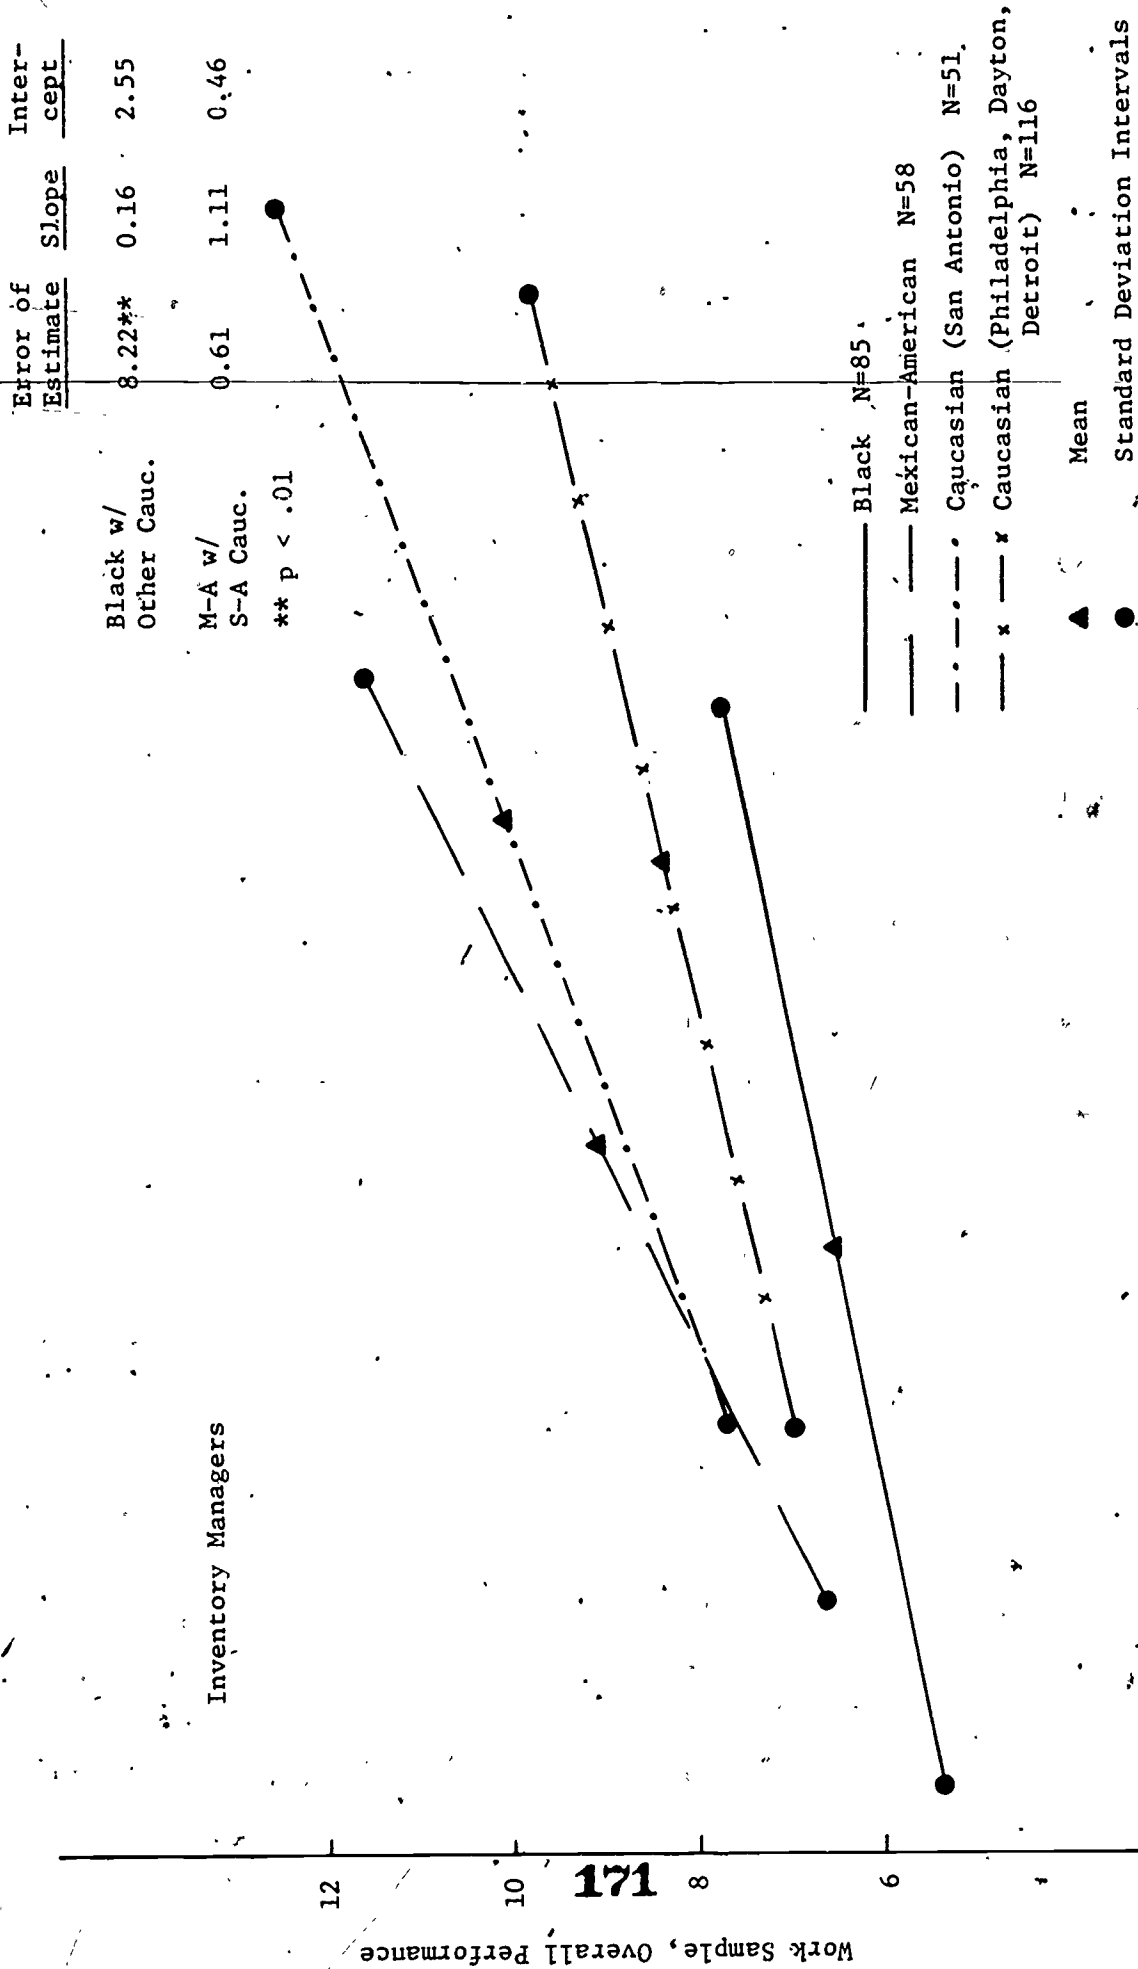 Error of Inter-
Estimate Slope cept
Black w/
Other Cauc. 8.22** 0.16 2.55
M-A w/
S-A Cauc. 0.61 1.11 0.46
** p < .01
Inventory Managers
Black N=85
Mexican-American N=58
Caucasian (San Antonio) N=51
Caucasian (Philadelphia, Dayton,
Detroit) N=116
Mean
Standard Deviation Intervals
12
10
8
6
Work Sample, Overall Performance
171